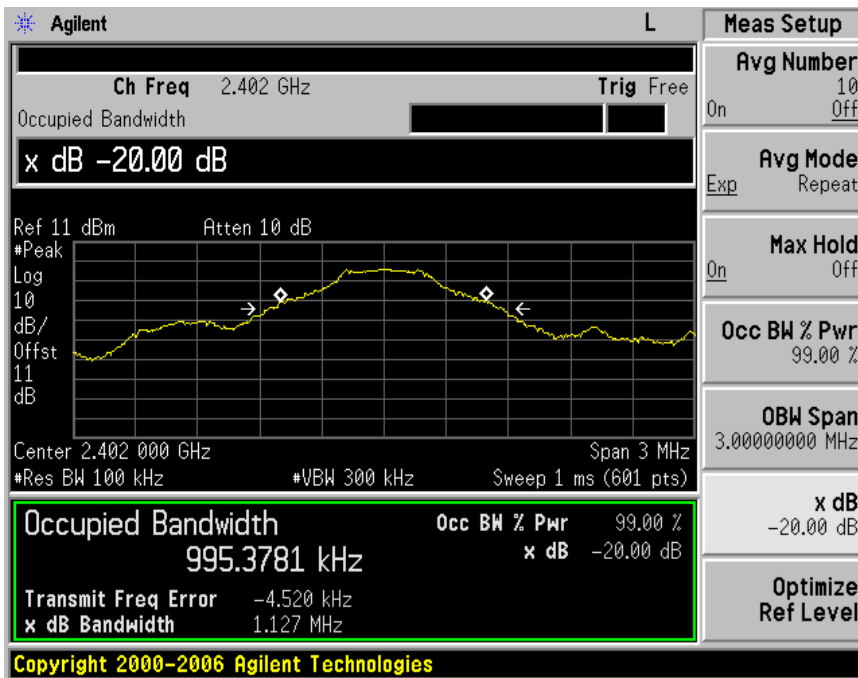 Agilent L
Meas Setup
Ch Freq 2.402 GHz Trig Free
Occupied Bandwidth
x dB -20.00 dB
Ref 11 dBm Atten 10 dB
#Peak
Log
10
dB/
Offst
11
dB
Center 2.402 000 GHz Span 3 MHz
#Res BW 100 kHz #VBW 300 kHz Sweep 1 ms (601 pts)
Occupied Bandwidth
995.3781 kHz
Occ BW % Pwr 99.00 %
x dB -20.00 dB
Transmit Freq Error -4.520 kHz
x dB Bandwidth 1.127 MHz
Copyright 2000-2006 Agilent Technologies
Avg Number
10
On Off
Avg Mode
Exp Repeat
Max Hold
On Off
Occ BW % Pwr
99.00 %
OBW Span
3.00000000 MHz
x dB
-20.00 dB
Optimize
Ref Level